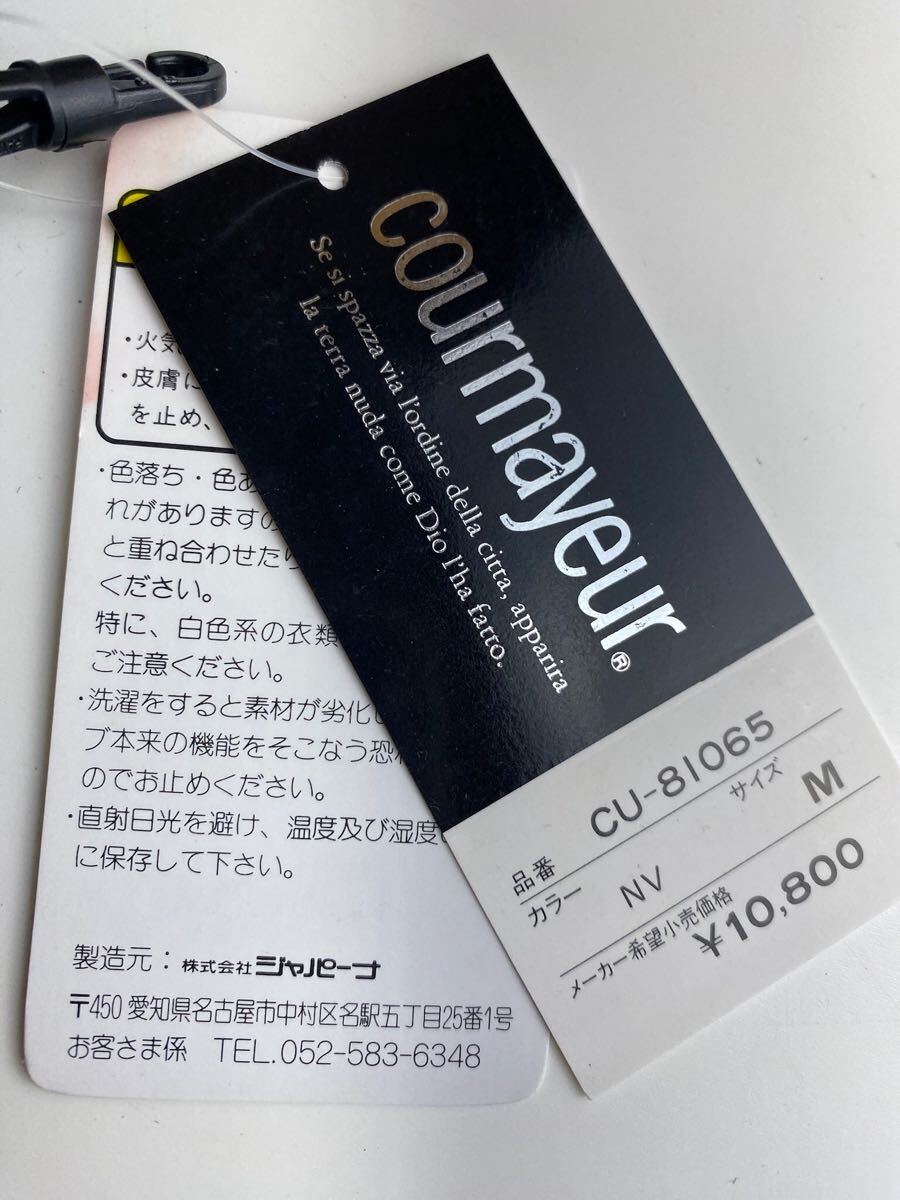 courmayeur®
Se si spazza via l'ordine della citta, apparira
la terra nuda come Dio l'ha fatto.
品番 CU-81065
カラー NV サイズ M
メーカー希望小売価格
¥10,800
・火気
・皮膚に
を止め、
・色落ち・色あ
れがありますの
と重ね合わせたり
ください。
特に、白色系の衣類
ご注意ください。
・洗濯をすると素材が劣化し
ブ本来の機能をそこなう恐れ
のでお止めください。
・直射日光を避け、温度及び湿度
に保存して下さい。
製造元：株式会社ジャパーナ
〒450 愛知県名古屋市中村区名駅五丁目25番1号
お客さま係 TEL.052-583-6348